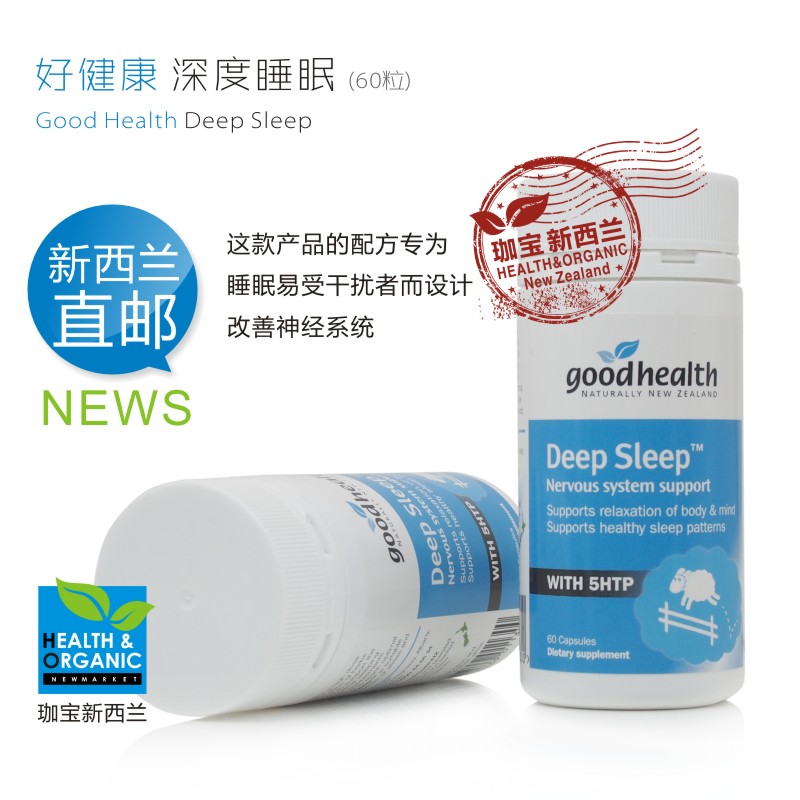 好健康 深度睡眠 (60粒)
Good Health Deep Sleep
新西兰
直邮
NEWS
这款产品的配方专为
睡眠易受干扰者而设计
改善神经系统
珈宝新西兰
HEALTH&ORGANIC
New Zealand
goodhealth
NATURALLY NEW ZEALAND
Deep Sleep™
Nervous system support
Supports relaxation of body & mind
Supports healthy sleep patterns
WITH 5HTP
60 Capsules
Dietary supplement
goodhealth
Deep Sleep
Nervous system
Supports
Supports
WITH 5HTP
HEALTH &
ORGANIC
NEWMARKET
珈宝新西兰